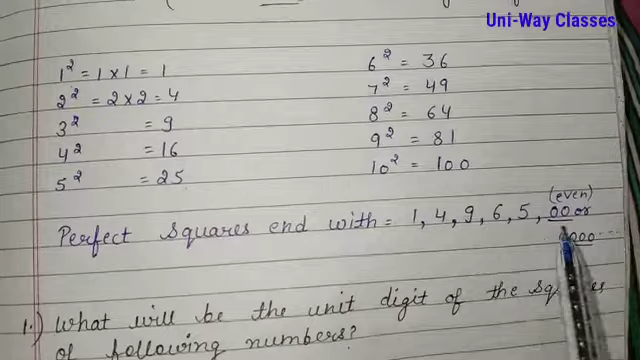 Uni-Way Classes
1² = 1 × 1 = 1
2² = 2 × 2 = 4
3² = 9
4² = 16
5² = 25
6² = 36
7² = 49
8² = 64
9² = 81
10² = 100
(even)
Perfect squares end with = 1, 4, 9, 6, 5, 00 or
0000
1.) What will be the unit digit of the squares
of following numbers?